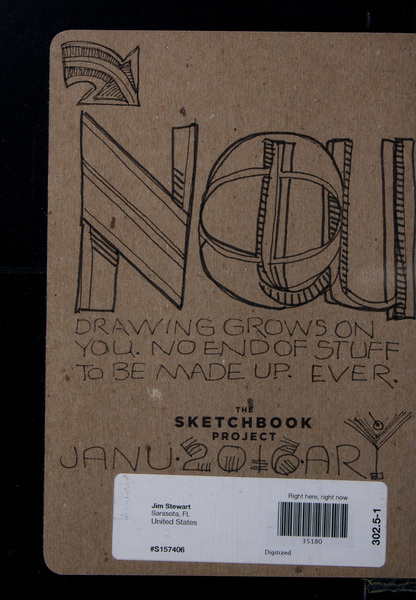 NOU
DRAWING GROWS ON
YOU. NO END OF STUFF
TO BE MADE UP. EVER.
THE
SKETCHBOOK
PROJECT
JANU·2016·ARY
Right here, right now
Jim Stewart
Sarasota, FL
United States
35180
#S157406
Digitized
302.5-1